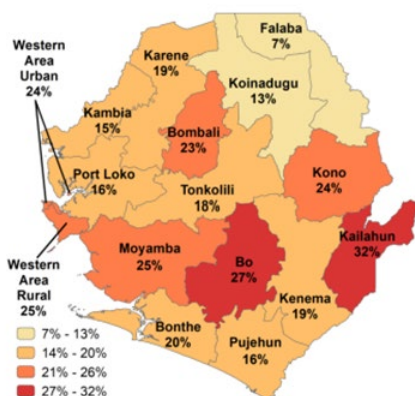 Falaba
7%
Western
Area
Urban
24%
Karene
19%
Koinadugu
13%
Kambia
15%
Bombali
23%
Port Loko
16%
Kono
24%
Tonkolili
18%
Kailahun
32%
Moyamba
25%
Bo
27%
Western
Area
Rural
25%
Kenema
19%
Bonthe
20%
Pujehun
16%
7% - 13%
14% - 20%
21% - 26%
27% - 32%